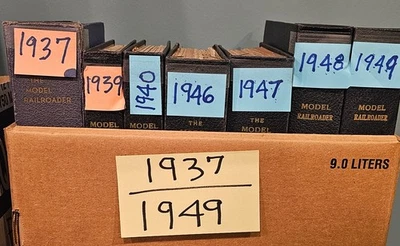 1937
THE
MODEL
RAILROADER
1939
MODEL
1940
MODEL
1946
THE
MODEL
1947
MODEL
1948
MODEL
RAILROADER
1949
MODEL
RAILROADER
1937
1949
9.0 LITERS